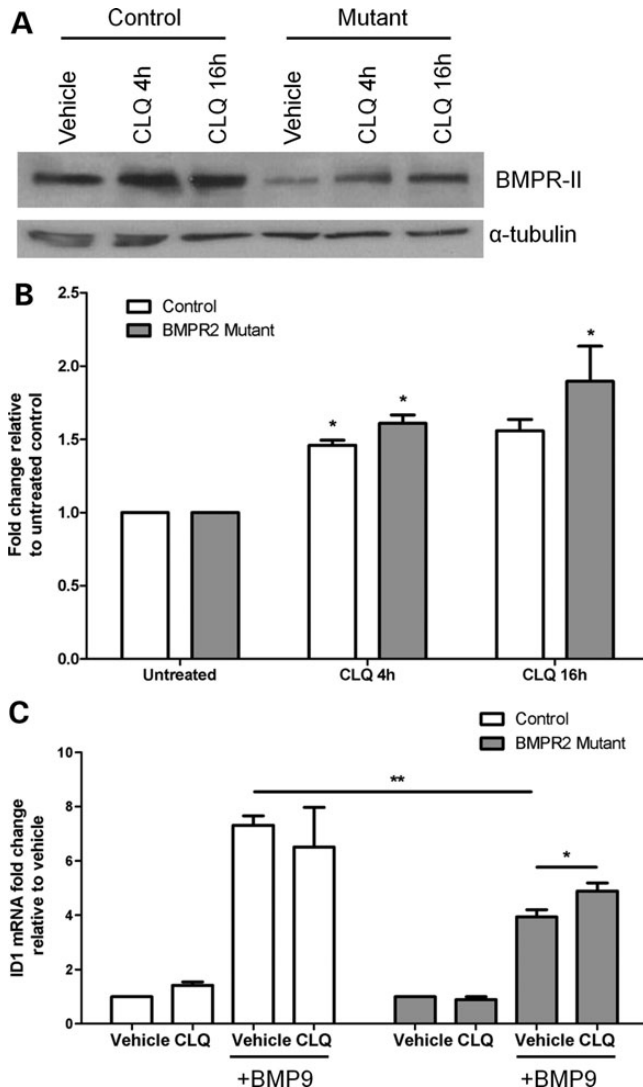 A
Control Mutant
Vehicle CLQ 4h CLQ 16h Vehicle CLQ 4h CLQ 16h
BMPR-II
α-tubulin
B
2.5
2.0
1.5
1.0
0.5
0.0
Fold change relative
to untreated control
Control
BMPR2 Mutant
* * *
Untreated CLQ 4h CLQ 16h
C
Control
BMPR2 Mutant
10
8
6
4
2
0
ID1 mRNA fold change
relative to vehicle
**
*
Vehicle CLQ Vehicle CLQ Vehicle CLQ Vehicle CLQ
+BMP9 +BMP9